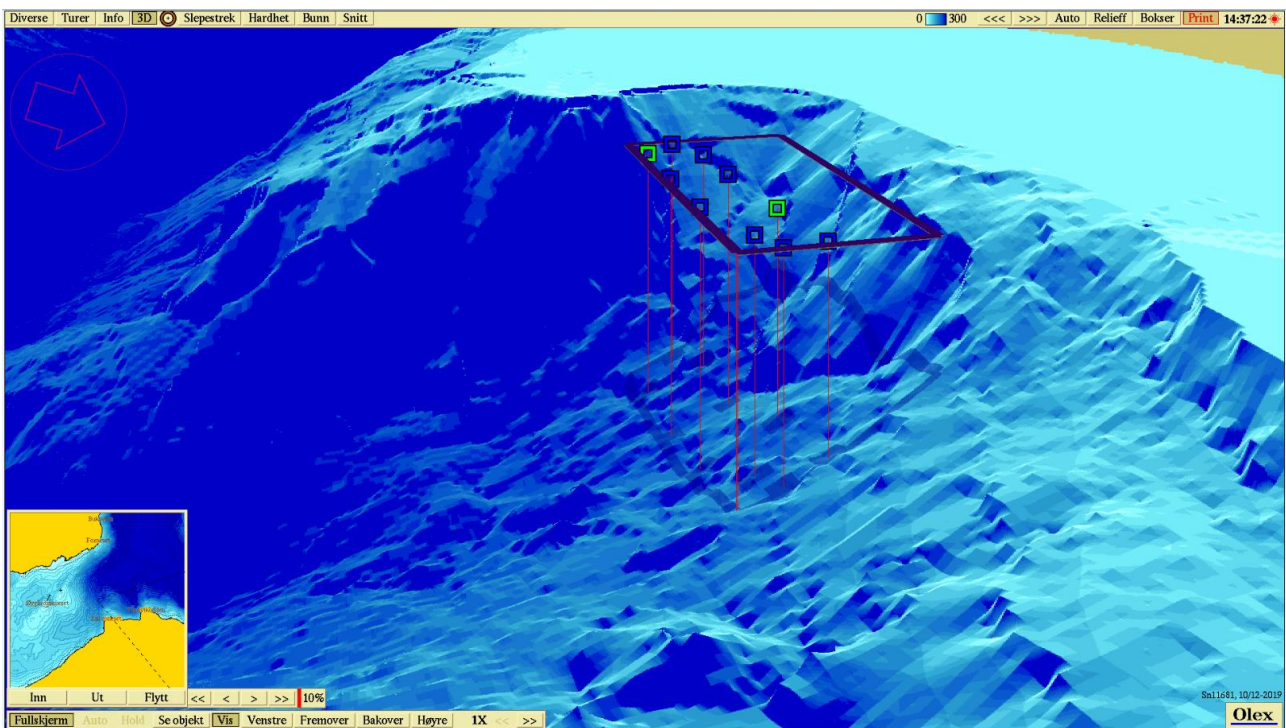 Diverse Turer Info 3D Slepestrek Hardhet Bunn Snitt 0 300 <<< >>> Auto Relieff Bokser Print 14:37:22
Inn Ut Flytt << < > >> 10%
Sn11681, 10/12-2019
Fullskjerm Auto Hold Se objekt Vis Venstre Fremover Bakover Høyre 1X << >>
Olex